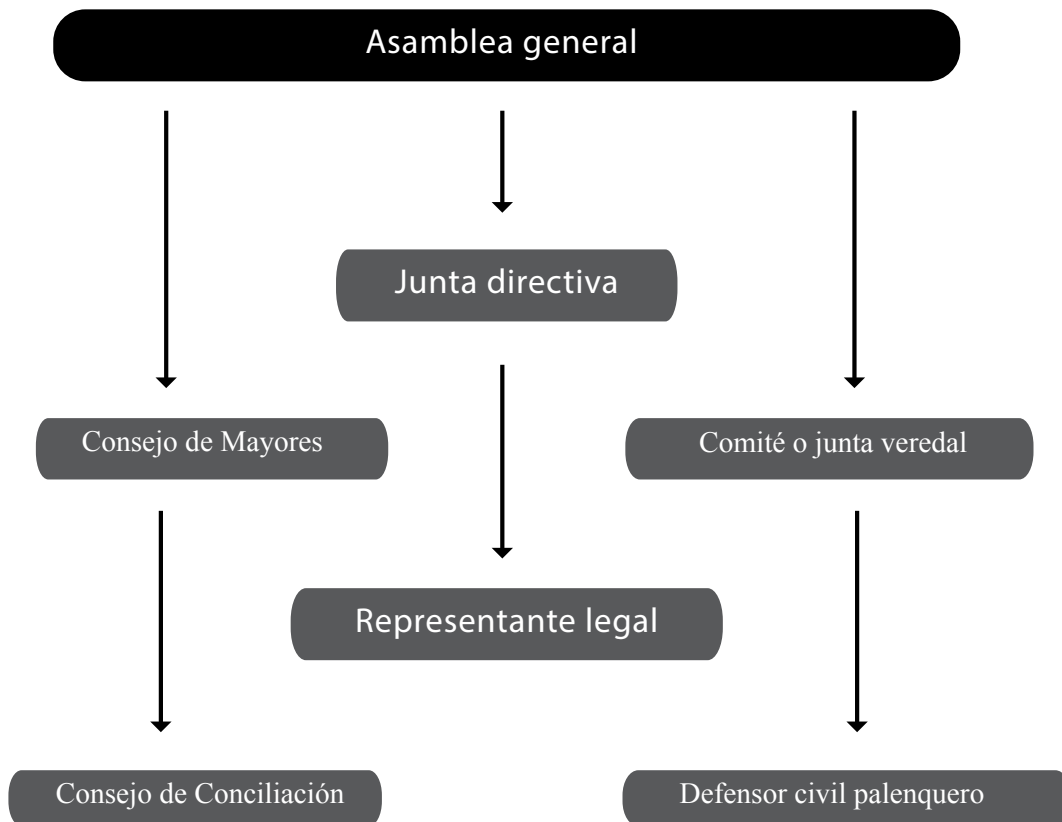 Asamblea general
Junta directiva
Consejo de Mayores
Comité o junta veredal
Representante legal
Consejo de Conciliación
Defensor civil palenquero